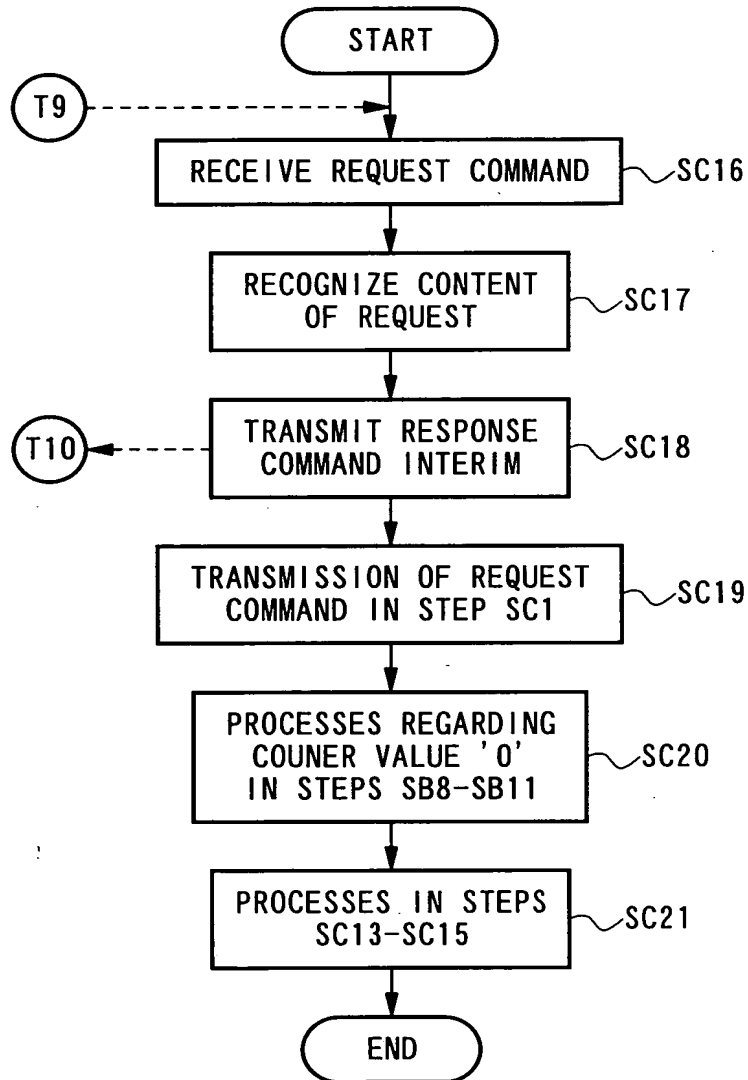 START
T9
RECEIVE REQUEST COMMAND
SC16
RECOGNIZE CONTENT
OF REQUEST
SC17
T10
TRANSMIT RESPONSE
COMMAND INTERIM
SC18
TRANSMISSION OF REQUEST
COMMAND IN STEP SC1
SC19
PROCESSES REGARDING
COUNER VALUE '0'
IN STEPS SB8-SB11
SC20
PROCESSES IN STEPS
SC13-SC15
SC21
END